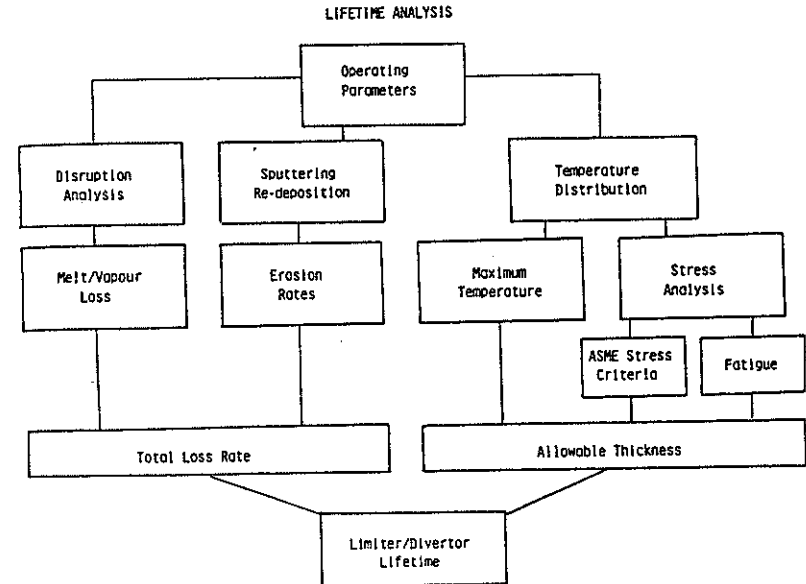 LIFETIME ANALYSIS
Operating
Parameters
Disruption
Analysis
Sputtering
Re-deposition
Temperature
Distribution
Melt/Vapour
Loss
Erosion
Rates
Maximum
Temperature
Stress
Analysis
ASME Stress
Criteria
Fatigue
Total Loss Rate
Allowable Thickness
Limiter/Divertor
Lifetime